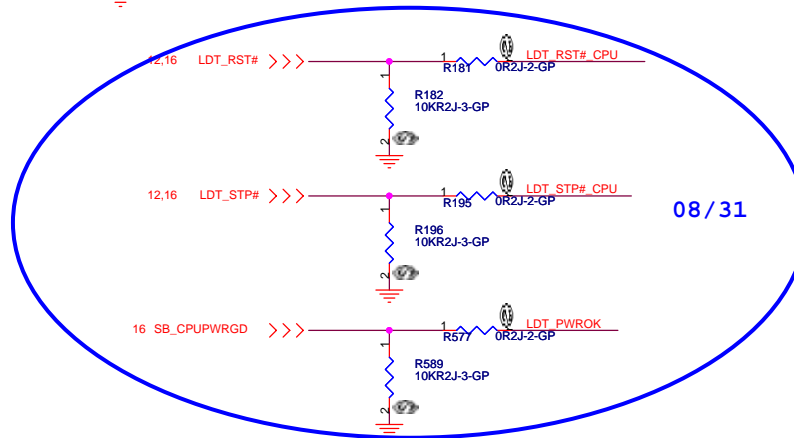 12,16 LDT_RST# 1 R181 0R2J-2-GP LDT_RST#_CPU
1
R182
10KR2J-3-GP
2
12,16 LDT_STP# 1 R195 0R2J-2-GP LDT_STP#_CPU
08/31
1
R196
10KR2J-3-GP
2
16 SB_CPUPWRGD 1 R577 0R2J-2-GP LDT_PWROK
1
R589
10KR2J-3-GP
2